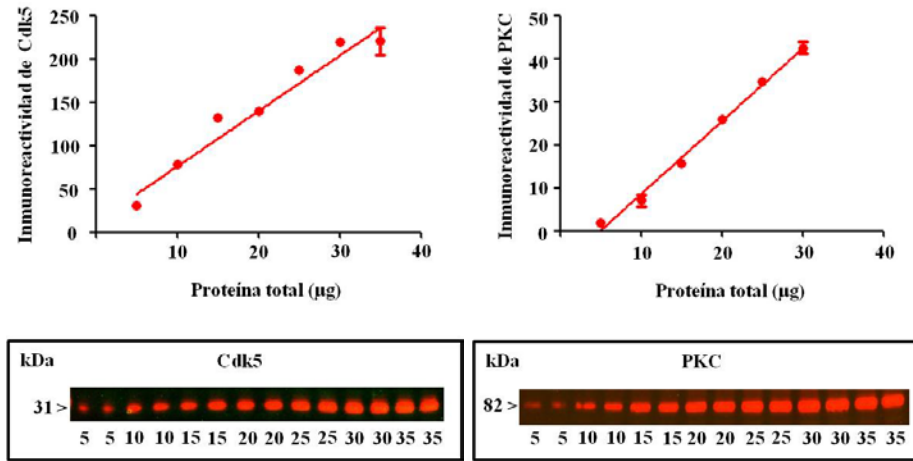 Inmunoreactividad de Cdk5
250
200
150
100
50
0
10 20 30 40
Proteína total (µg)
Inmunoreactividad de PKC
50
40
30
20
10
0
10 20 30 40
Proteína total (µg)
kDa Cdk5
31 >
5 5 10 10 15 15 20 20 25 25 30 30 35 35
kDa PKC
82 >
5 5 10 10 15 15 20 20 25 25 30 30 35 35